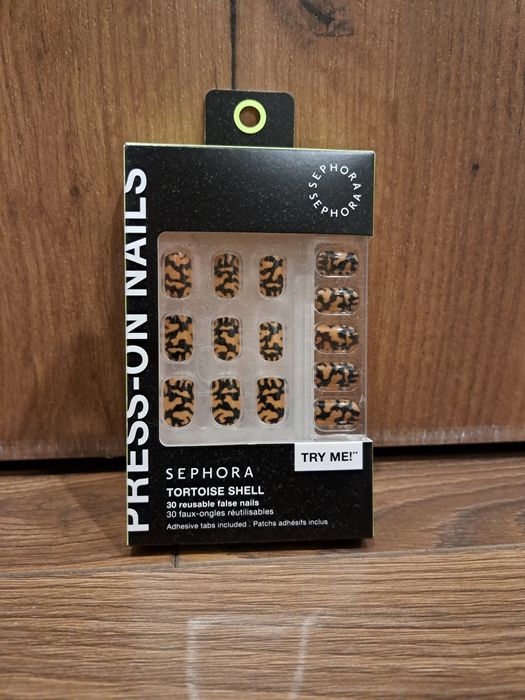 SEPHORA
SEPHORA
PRESS-ON NAILS
TRY ME!**
SEPHORA
TORTOISE SHELL
30 reusable false nails
30 faux-ongles réutilisables
Adhesive tabs included . Patchs adhésifs inclus